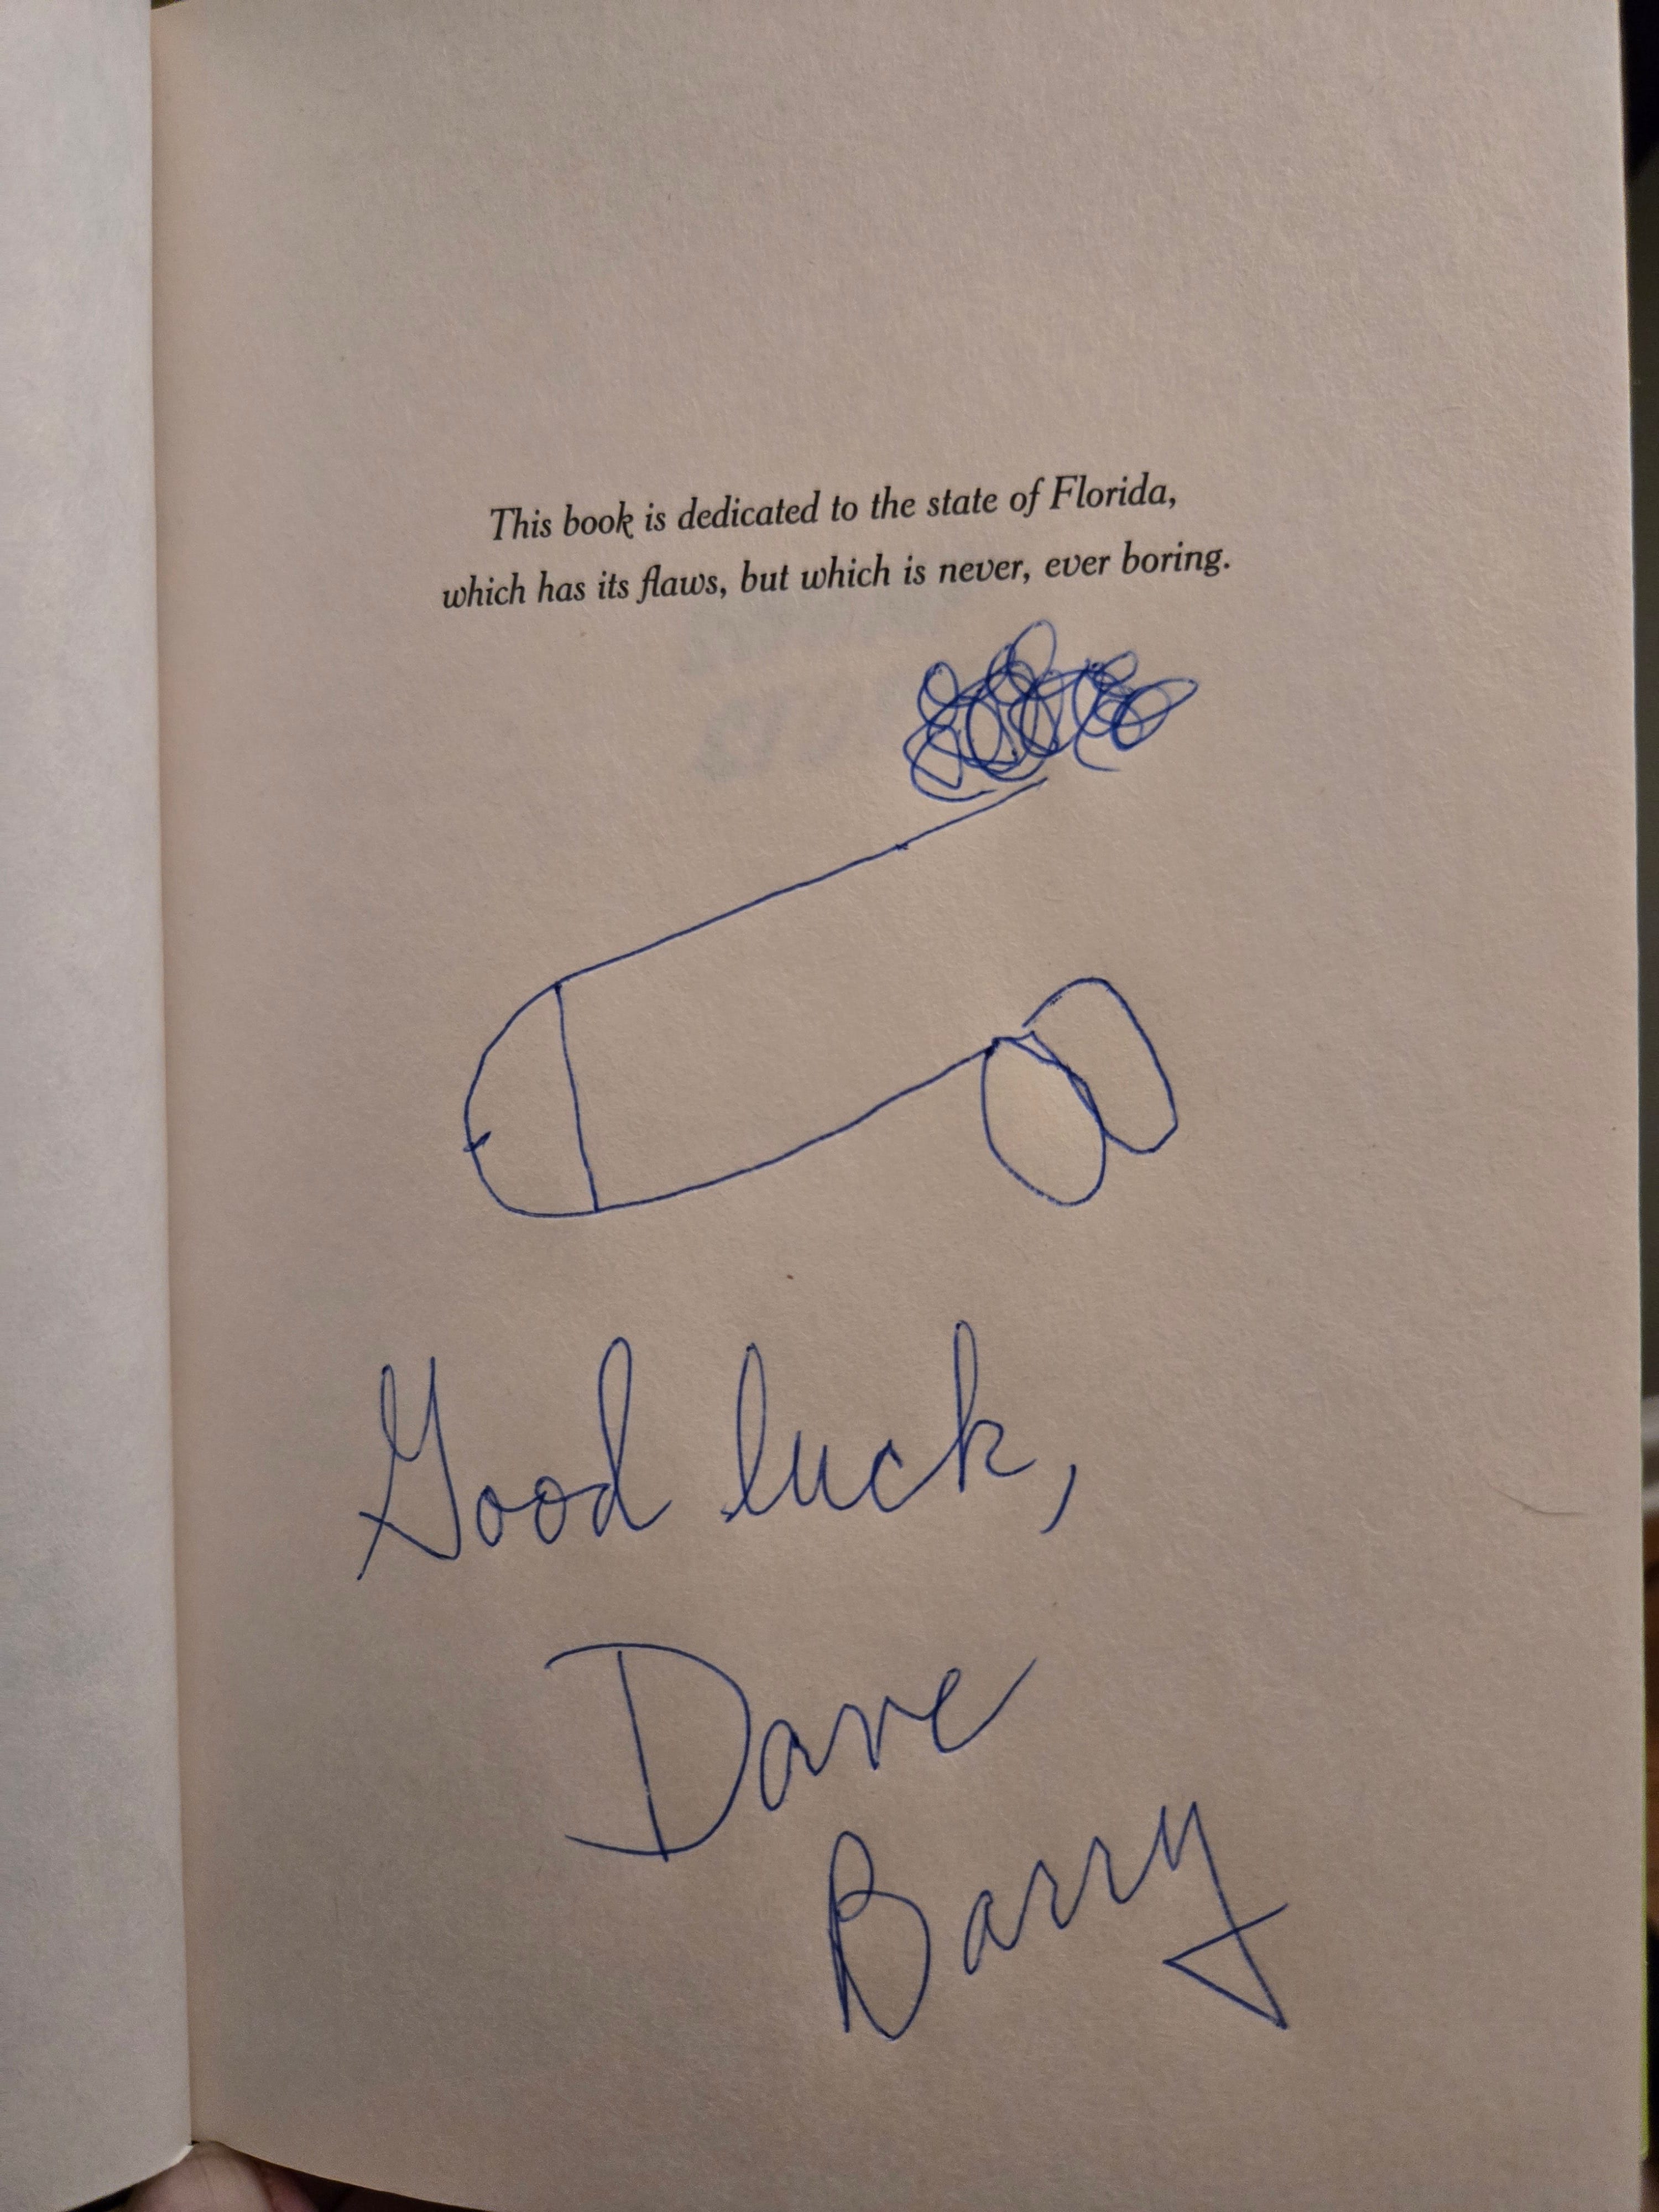 This book is dedicated to the state of Florida,
which has its flaws, but which is never, ever boring.
Good luck,
Dave
Barry